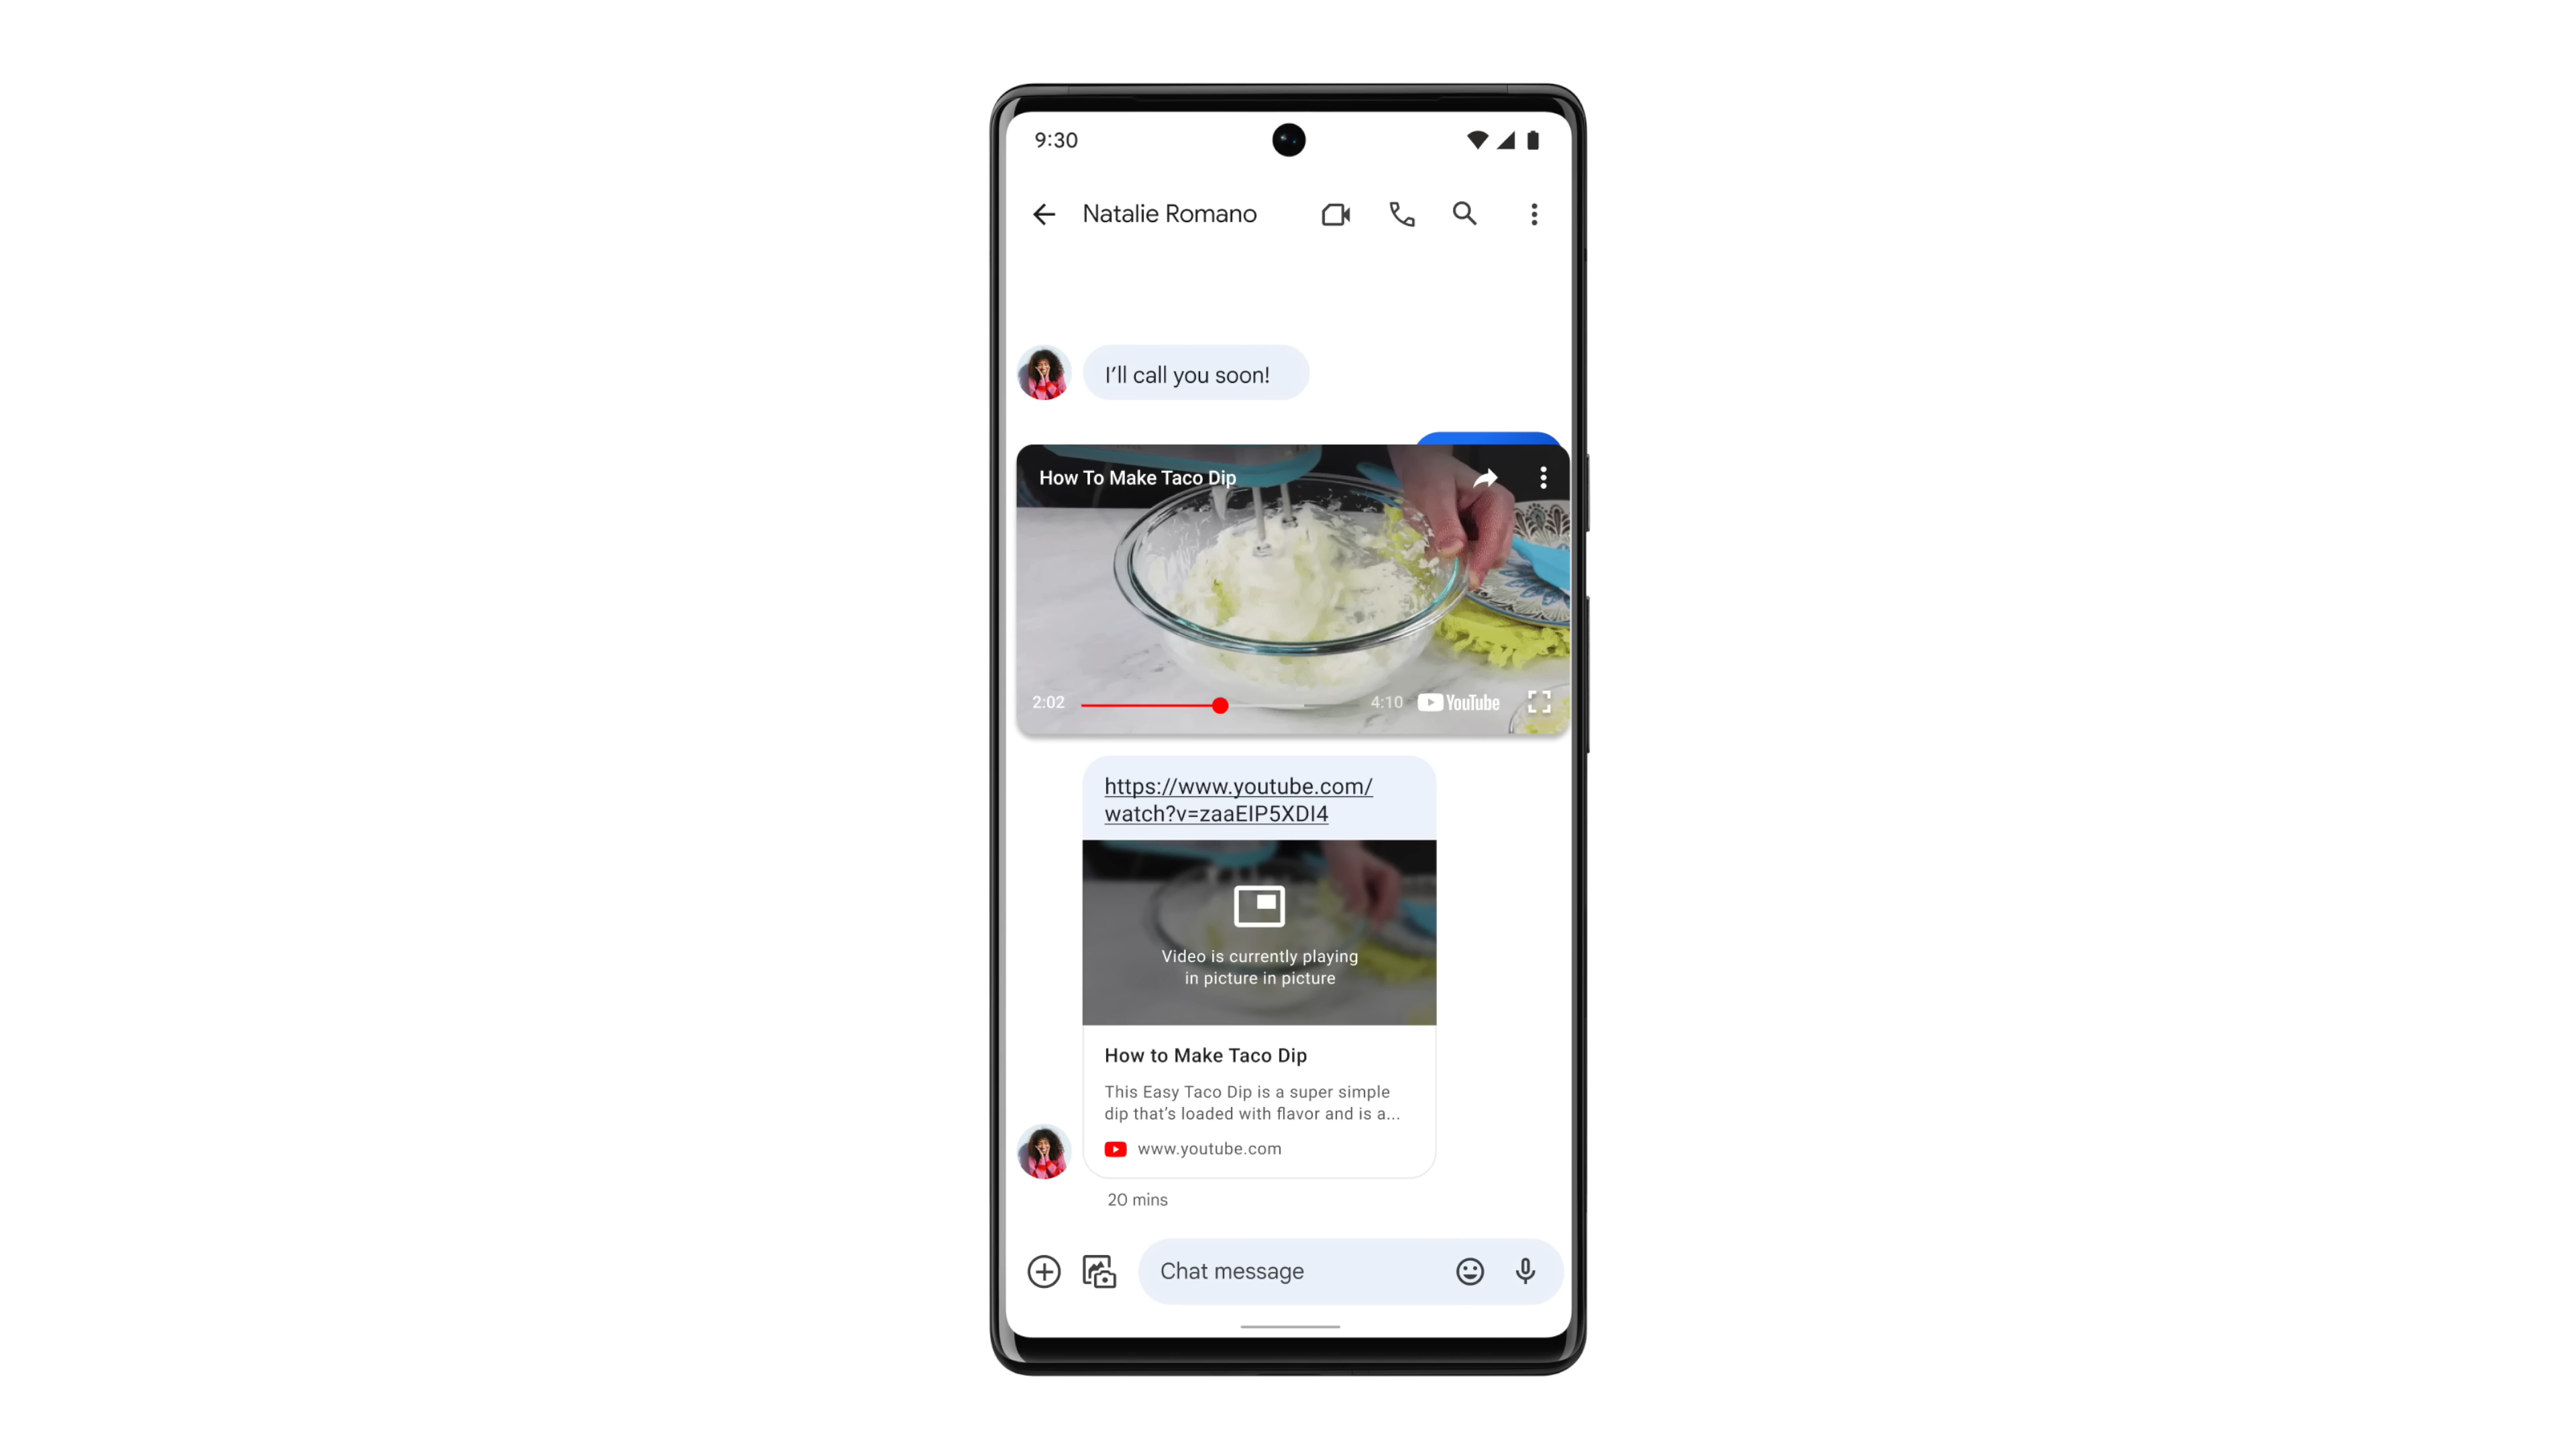 9:30
Natalie Romano
I'll call you soon!
How To Make Taco Dip
2:02
4:10
YouTube
https://www.youtube.com/
watch?v=zaaEIP5XDI4
Video is currently playing
in picture in picture
How to Make Taco Dip
This Easy Taco Dip is a super simple
dip that's loaded with flavor and is a...
www.youtube.com
20 mins
Chat message